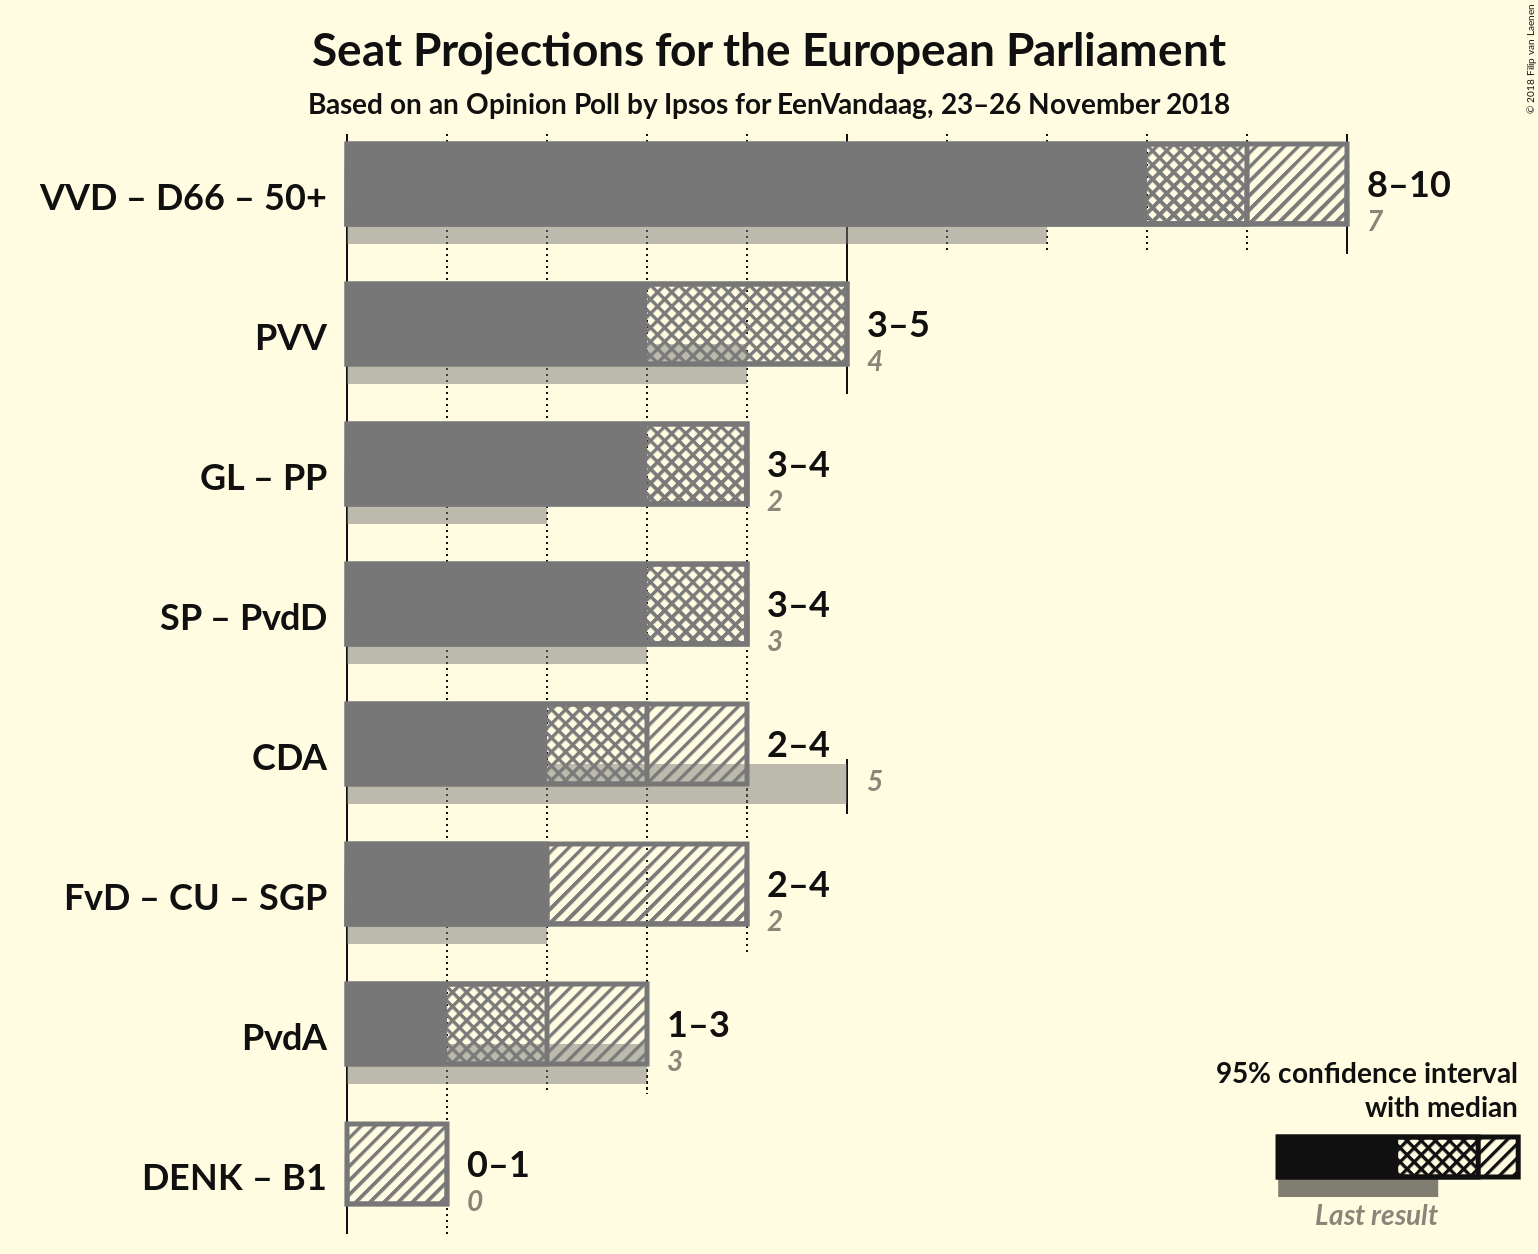 Seat Projections for the European Parliament
Based on an Opinion Poll by Ipsos for EenVandaag, 23–26 November 2018
© 2018 Filip van Laenen
VVD – D66 – 50+
8–10
7
PVV
3–5
4
GL – PP
3–4
2
SP – PvdD
3–4
3
CDA
2–4
5
FvD – CU – SGP
2–4
2
PvdA
1–3
3
DENK – B1
0–1
0
95% confidence interval
with median
Last result